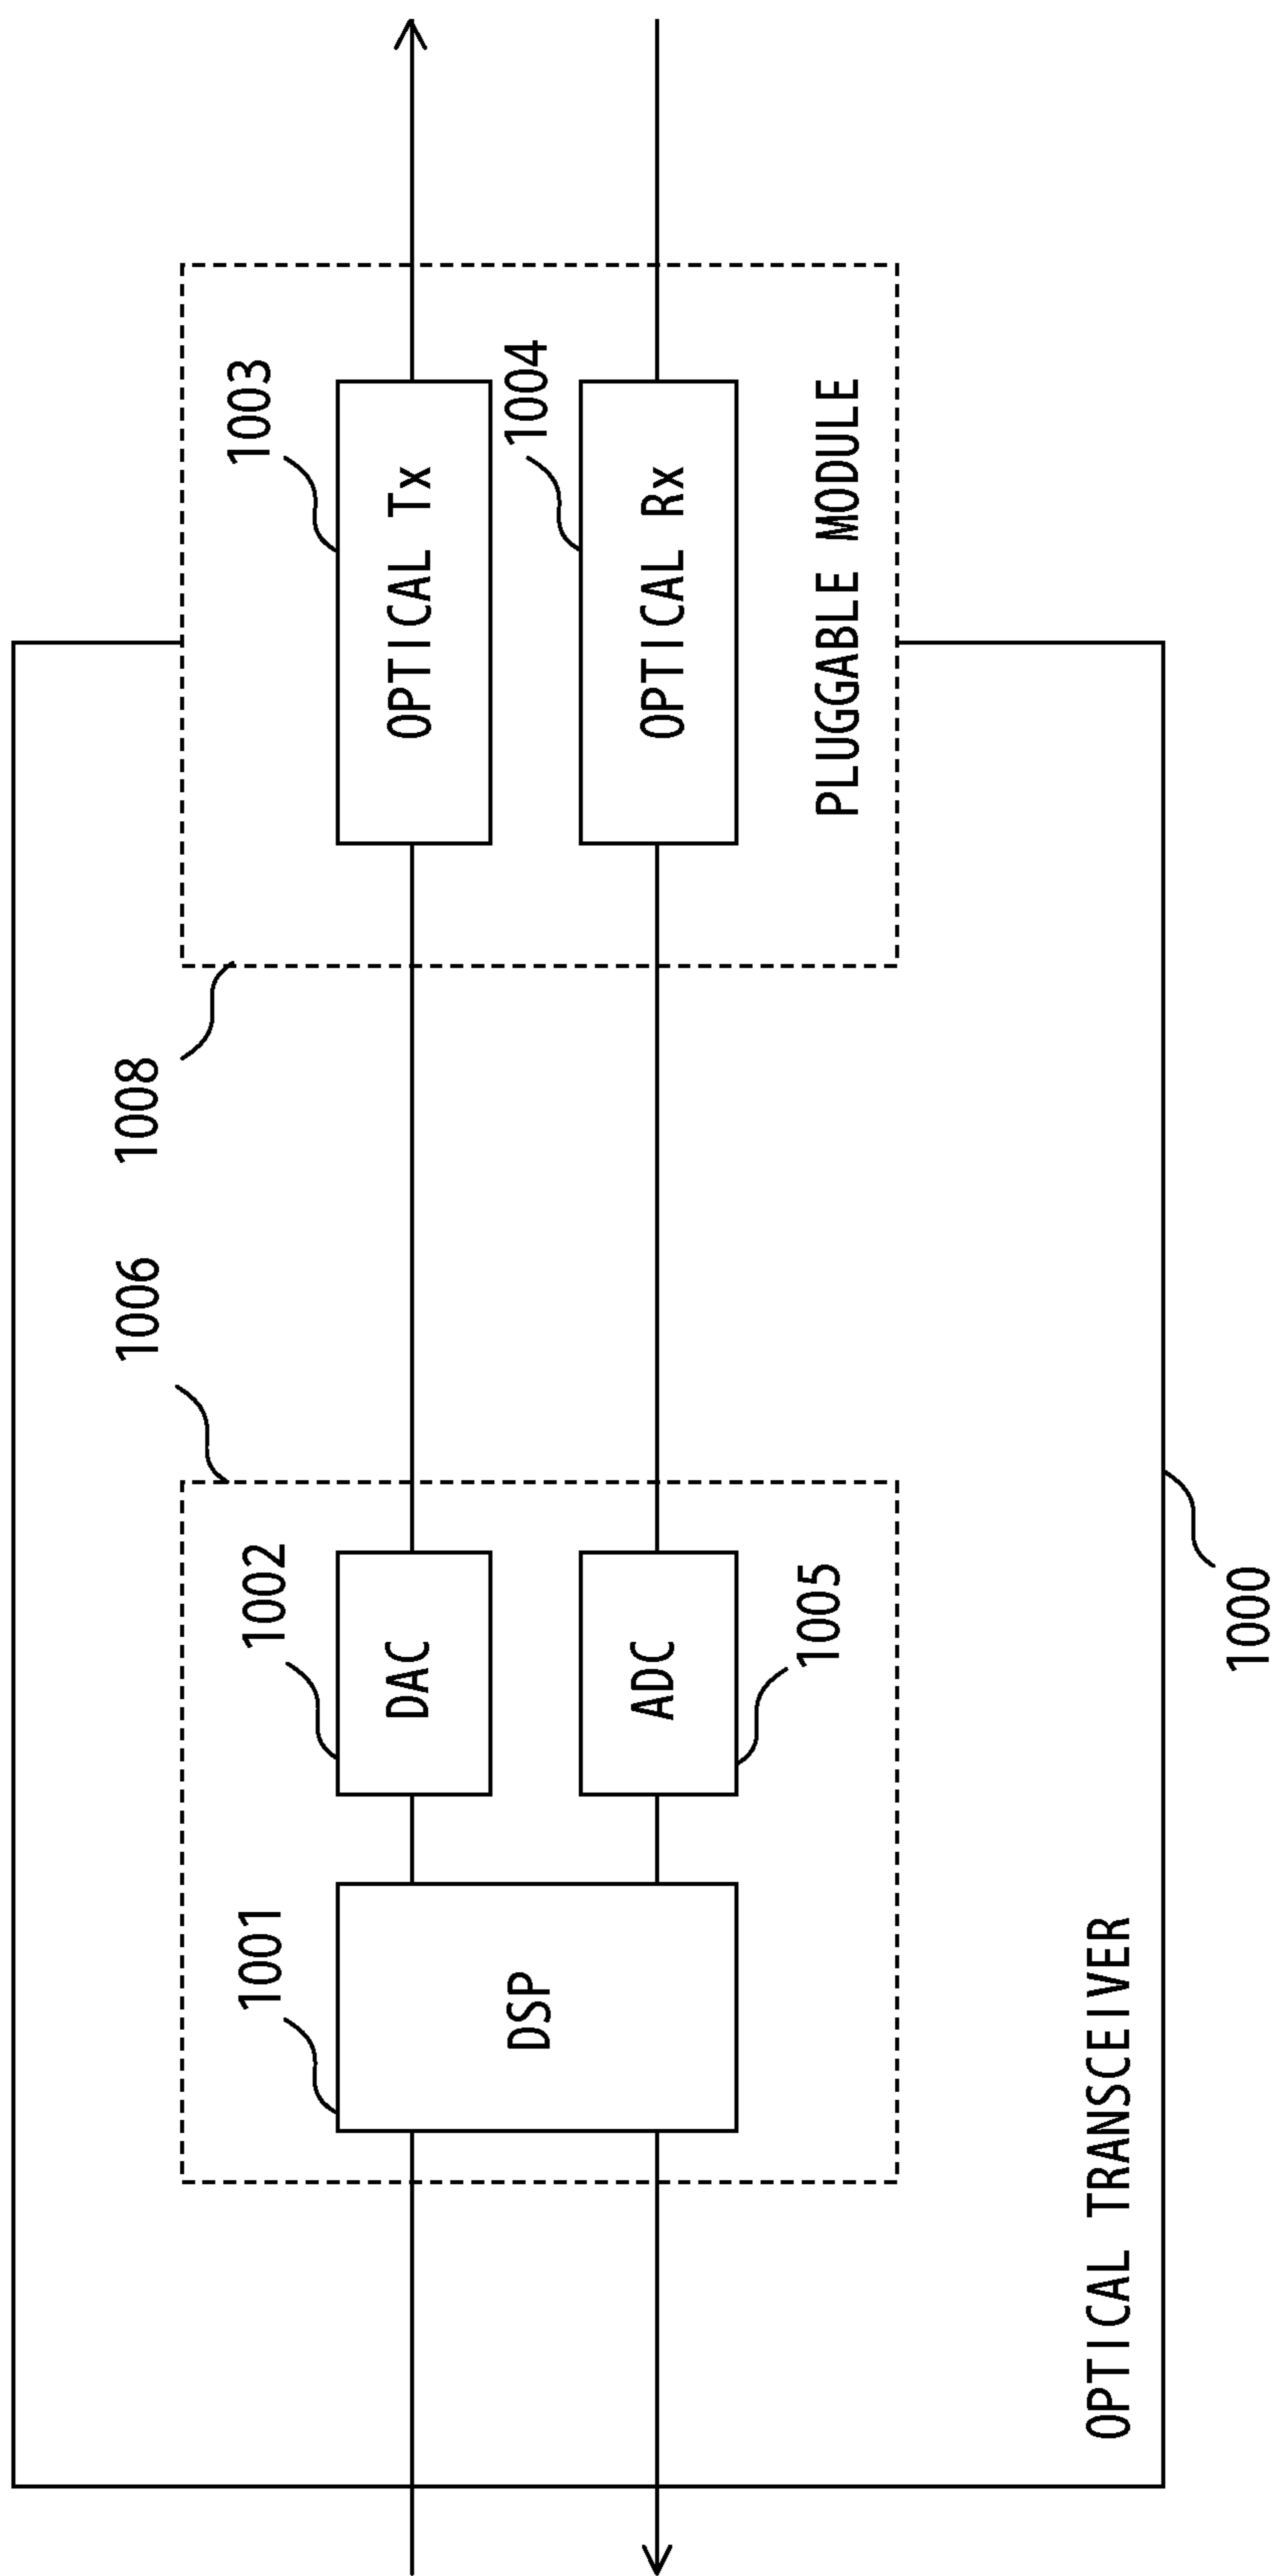 1006
1008
1001
1002
1003
DAC
OPTICAL Tx
DSP
1004
ADC
OPTICAL Rx
1005
PLUGGABLE MODULE
OPTICAL TRANSCEIVER
1000